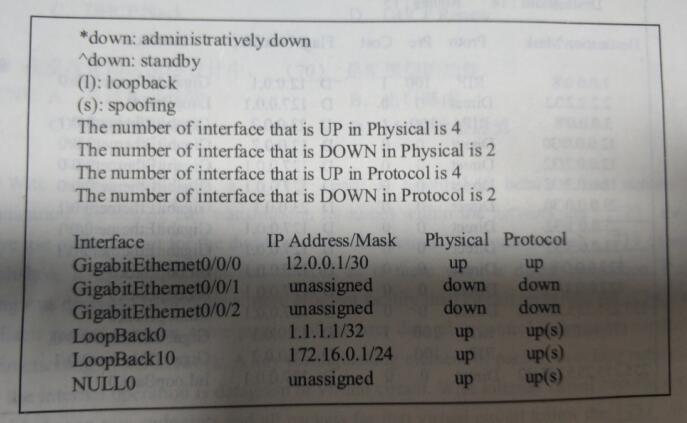 *down: administratively down
^down: standby
(l): loopback
(s): spoofing
The number of interface that is UP in Physical is 4
The number of interface that is DOWN in Physical is 2
The number of interface that is UP in Protocol is 4
The number of interface that is DOWN in Protocol is 2
Interface IP Address/Mask Physical Protocol
GigabitEthernet0/0/0 12.0.0.1/30 up up
GigabitEthernet0/0/1 unassigned down down
GigabitEthernet0/0/2 unassigned down down
LoopBack0 1.1.1.1/32 up up(s)
LoopBack10 172.16.0.1/24 up up(s)
NULL0 unassigned up up(s)